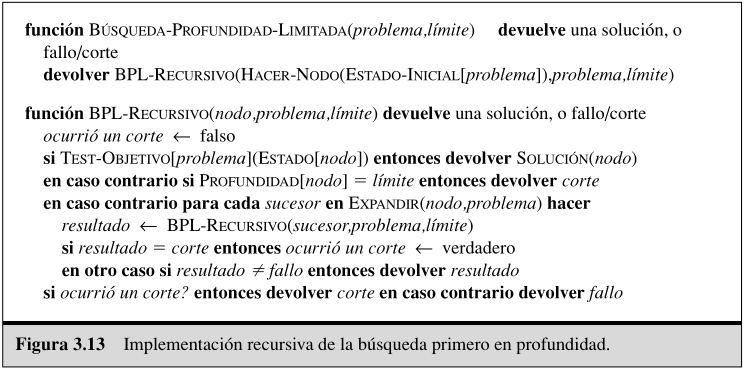 función BÚSQUEDA-PROFUNDIDAD-LIMITADA(problema,límite) devuelve una solución, o
fallo/corte
devolver BPL-RECURSIVO(HACER-NODO(ESTADO-INICIAL[problema]),problema,límite)
función BPL-RECURSIVO(nodo,problema,límite) devuelve una solución, o fallo/corte
ocurrió un corte ← falso
si TEST-OBJETIVO[problema](ESTADO[nodo]) entonces devolver SOLUCIÓN(nodo)
en caso contrario si PROFUNDIDAD[nodo] = límite entonces devolver corte
en caso contrario para cada sucesor en EXPANDIR(nodo,problema) hacer
resultado ← BPL-RECURSIVO(sucesor,problema,límite)
si resultado = corte entonces ocurrió un corte ← verdadero
en otro caso si resultado ≠ fallo entonces devolver resultado
si ocurrió un corte? entonces devolver corte en caso contrario devolver fallo
Figura 3.13 Implementación recursiva de la búsqueda primero en profundidad.